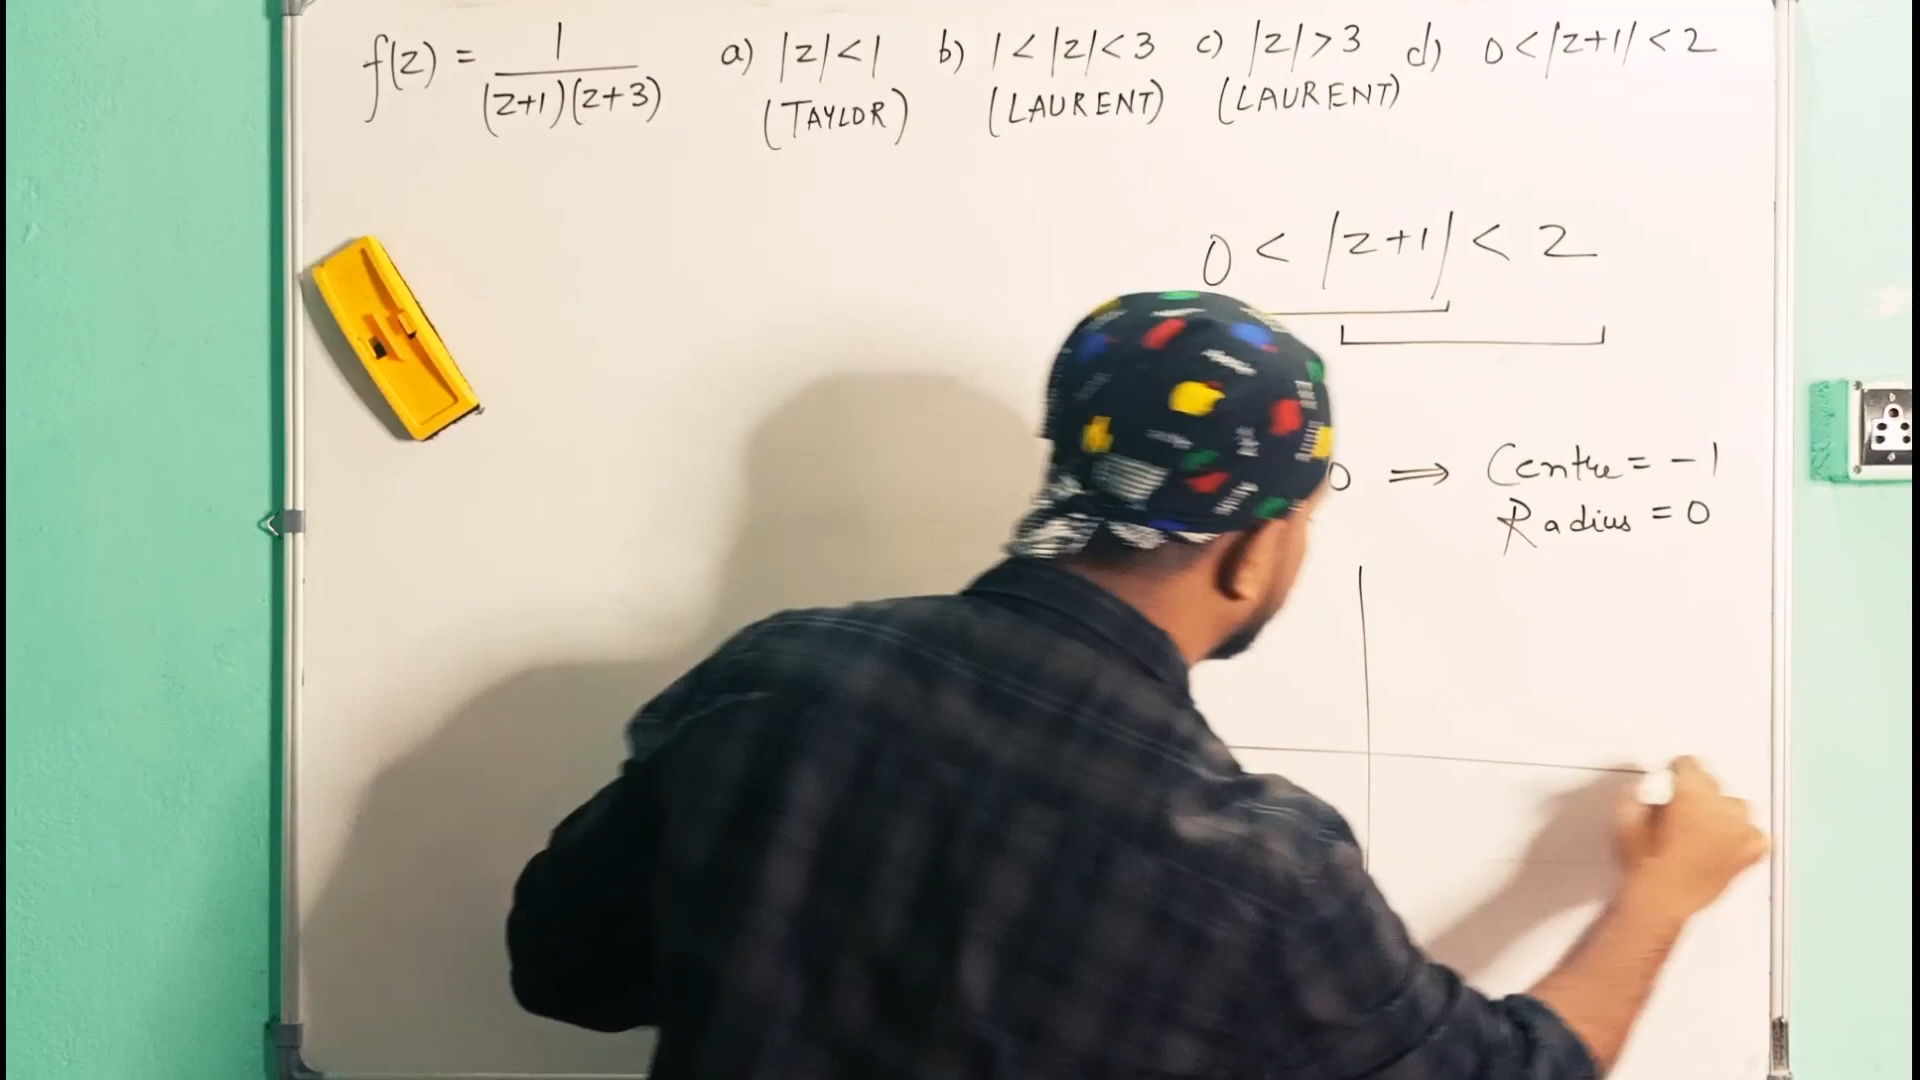 f(z) = 1/((z+1)(z+3)) a) |z|<1 b) 1<|z|<3 c) |z|>3 d) 0<|z+1|<2
(TAYLOR) (LAURENT) (LAURENT)
0 < |z+1| < 2
0 ⟹ Centre = -1
Radius = 0